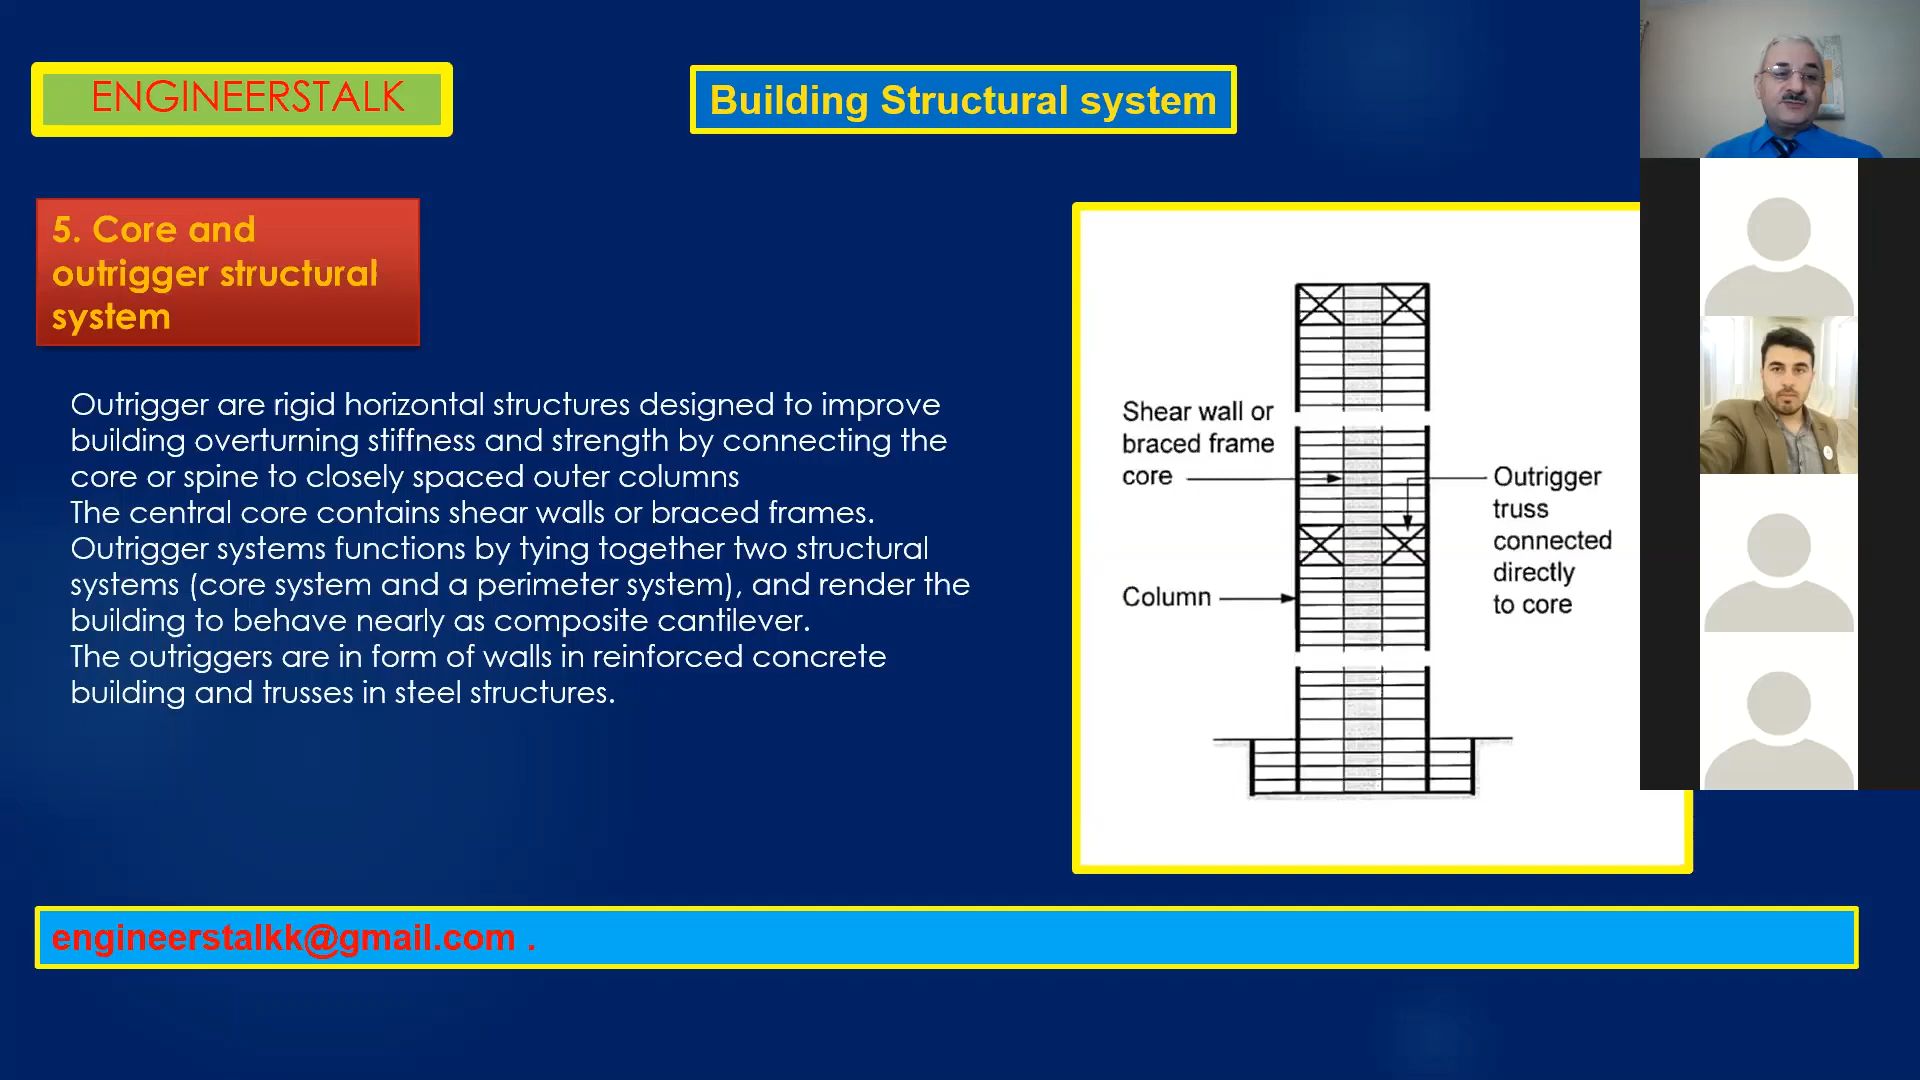 ENGINEERSTALK
Building Structural system
5. Core and
outrigger structural
system
Outrigger are rigid horizontal structures designed to improve
building overturning stiffness and strength by connecting the
core or spine to closely spaced outer columns
The central core contains shear walls or braced frames.
Outrigger systems functions by tying together two structural
systems (core system and a perimeter system), and render the
building to behave nearly as composite cantilever.
The outriggers are in form of walls in reinforced concrete
building and trusses in steel structures.
Shear wall or
braced frame
core
Column
Outrigger
truss
connected
directly
to core
engineerstalkk@gmail.com .